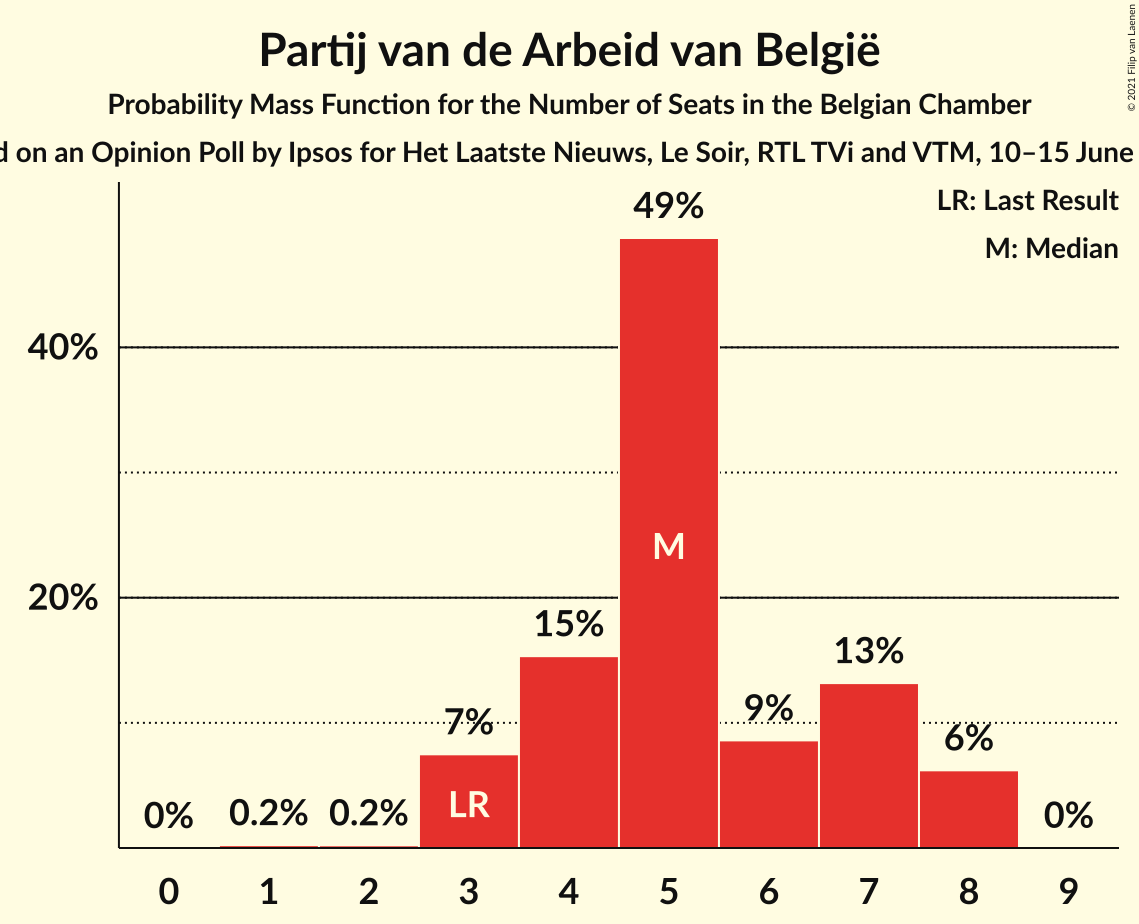 Partij van de Arbeid van België
Probability Mass Function for the Number of Seats in the Belgian Chamber
on an Opinion Poll by Ipsos for Het Laatste Nieuws, Le Soir, RTL TVi and VTM, 10–15 June
© 2021 Filip van Laenen
LR: Last Result
M: Median
49%
40%
M
20%
15%
13%
9%
7%
6%
LR
0% 0.2% 0.2% 0%
0 1 2 3 4 5 6 7 8 9